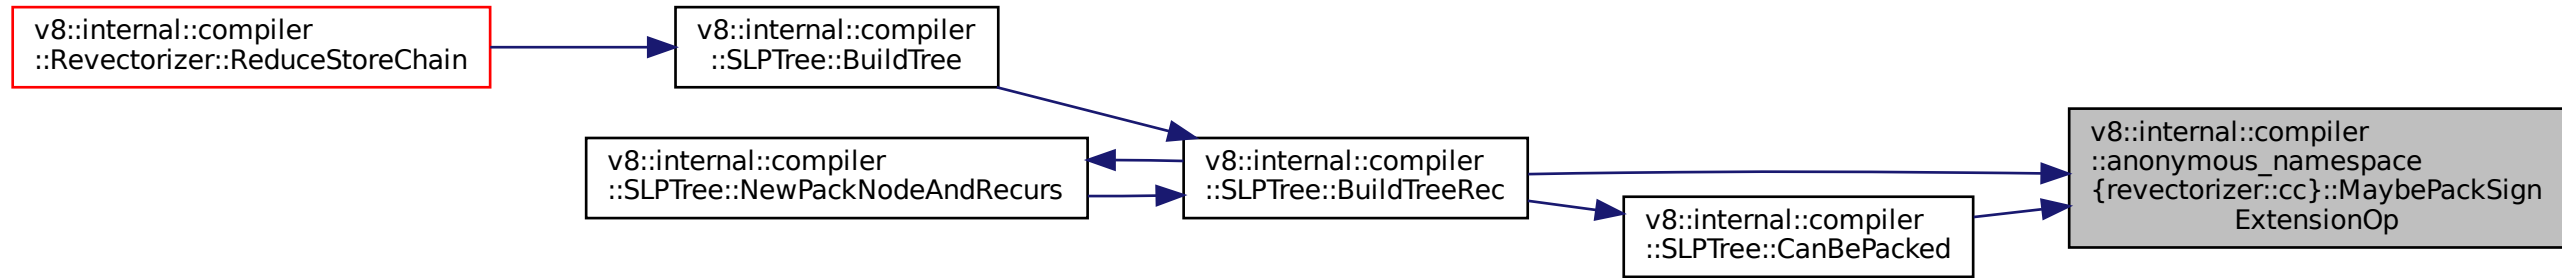 v8::internal::compiler
::Revectorizer::ReduceStoreChain
v8::internal::compiler
::SLPTree::BuildTree
v8::internal::compiler
::SLPTree::NewPackNodeAndRecurs
v8::internal::compiler
::SLPTree::BuildTreeRec
v8::internal::compiler
::SLPTree::CanBePacked
v8::internal::compiler
::anonymous_namespace
{revectorizer::cc}::MaybePackSign
ExtensionOp